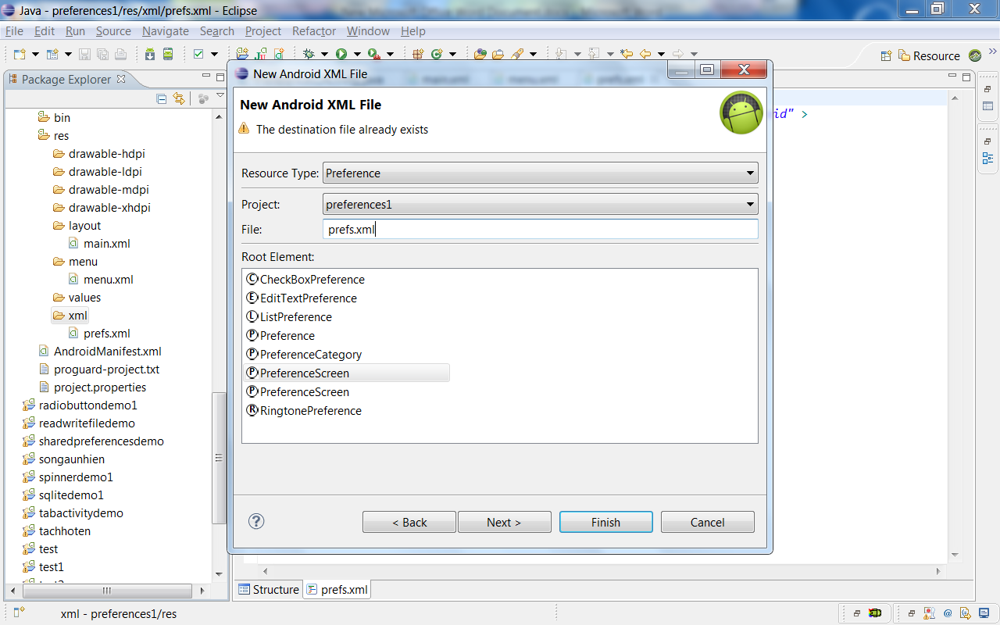 Java - preferences1/res/xml/prefs.xml - Eclipse
File Edit Run Source Navigate Search Project Refactor Window Help
Resource
Package Explorer
bin
res
drawable-hdpi
drawable-ldpi
drawable-mdpi
drawable-xhdpi
layout
main.xml
menu
menu.xml
values
xml
prefs.xml
AndroidManifest.xml
proguard-project.txt
project.properties
radiobuttondemo1
readwritefiledemo
sharedpreferencesdemo
songaunhien
spinnerdemo1
sqlitedemo1
tabactivitydemo
tachhoten
test
test1
New Android XML File
New Android XML File
The destination file already exists
id" >
Resource Type: Preference
Project: preferences1
File: prefs.xml
Root Element:
C CheckBoxPreference
E EditTextPreference
L ListPreference
P Preference
P PreferenceCategory
P PreferenceScreen
P PreferenceScreen
R RingtonePreference
? < Back Next > Finish Cancel
Structure prefs.xml
xml - preferences1/res